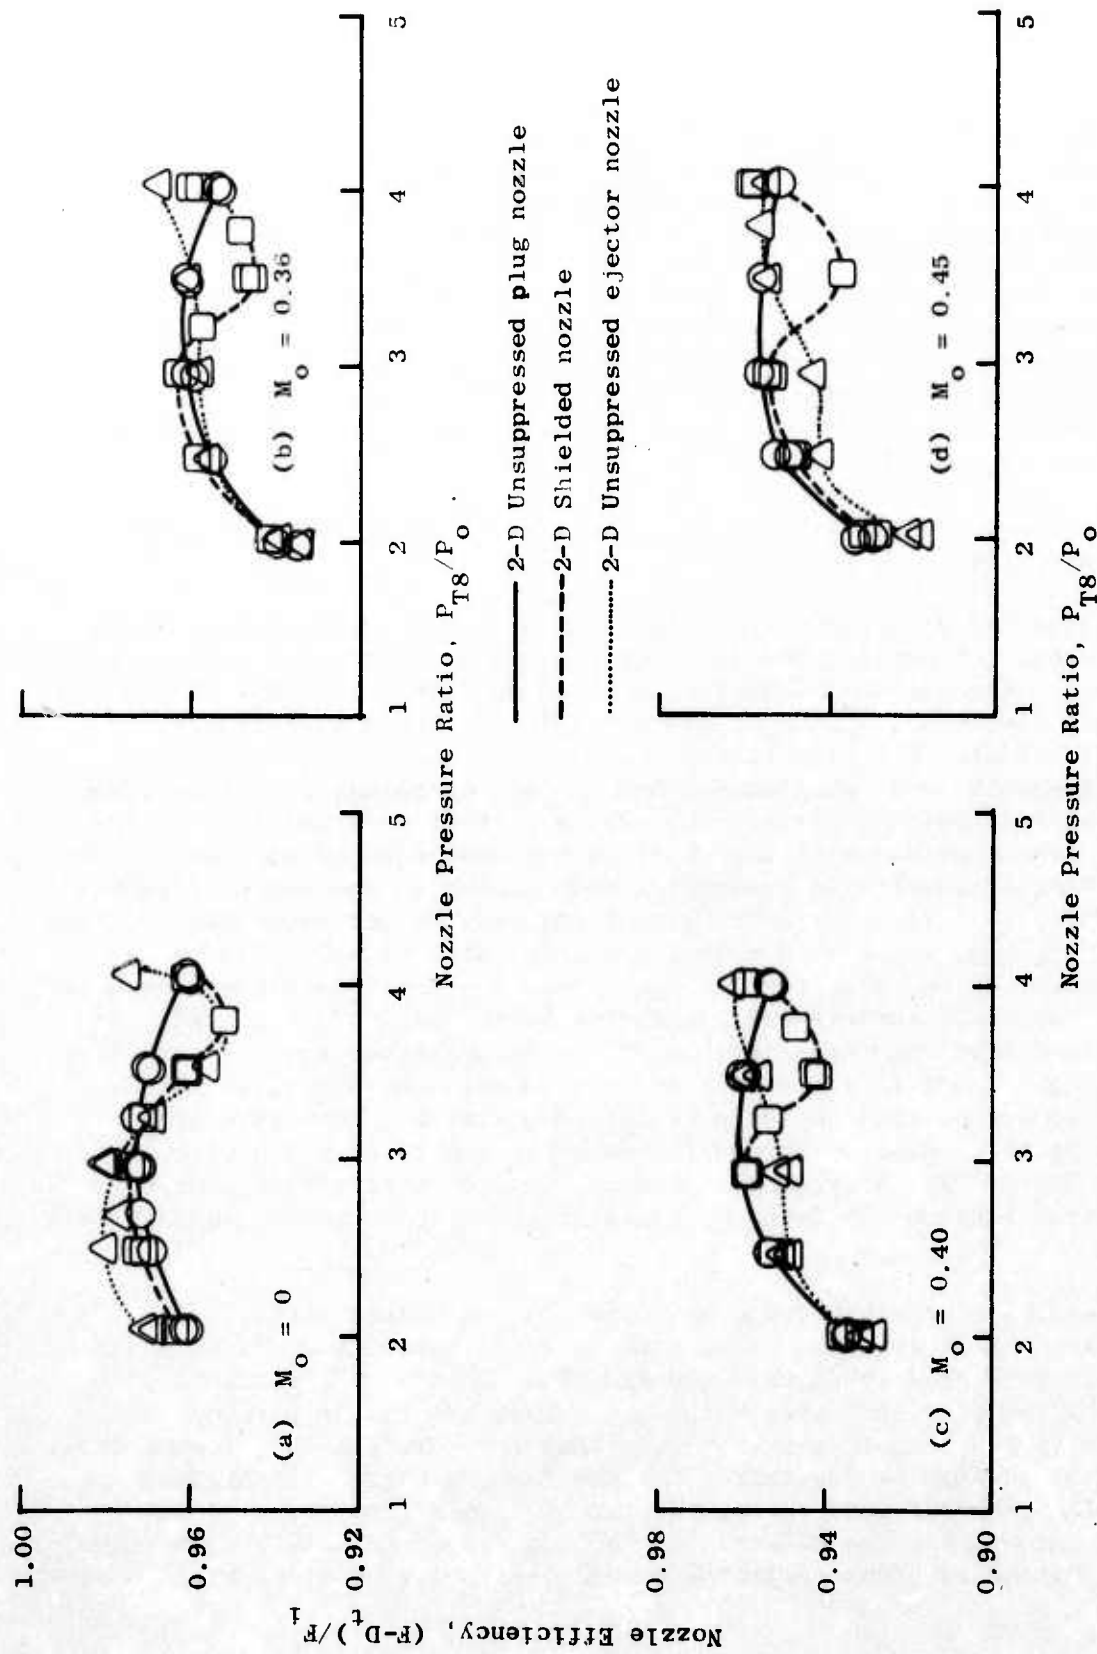 Nozzle Efficiency, (F-D_t)/F_i
1.00
0.96
0.92
(a) M_o = 0
1 2 3 4 5
(b) M_o = 0.36
1 2 3 4 5
Nozzle Pressure Ratio, P_T8/P_o
2-D Unsuppressed plug nozzle
2-D Shielded nozzle
2-D Unsuppressed ejector nozzle
0.98
0.94
0.90
(c) M_o = 0.40
1 2 3 4 5
(d) M_o = 0.45
1 2 3 4 5
Nozzle Pressure Ratio, P_T8/P_o